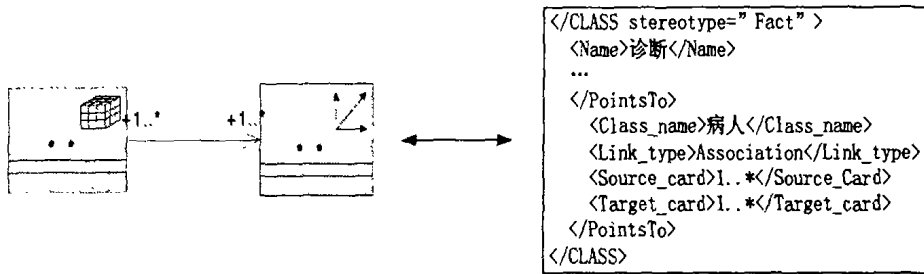 +1..*
+1..*
* *
* *
</CLASS stereotype=”Fact”>
<Name>诊断</Name>
…
</PointsTo>
<Class_name>病人</Class_name>
<Link_type>Association</Link_type>
<Source_card>1..*</Source_Card>
<Target_card>1..*</Target_card>
</PointsTo>
</CLASS>